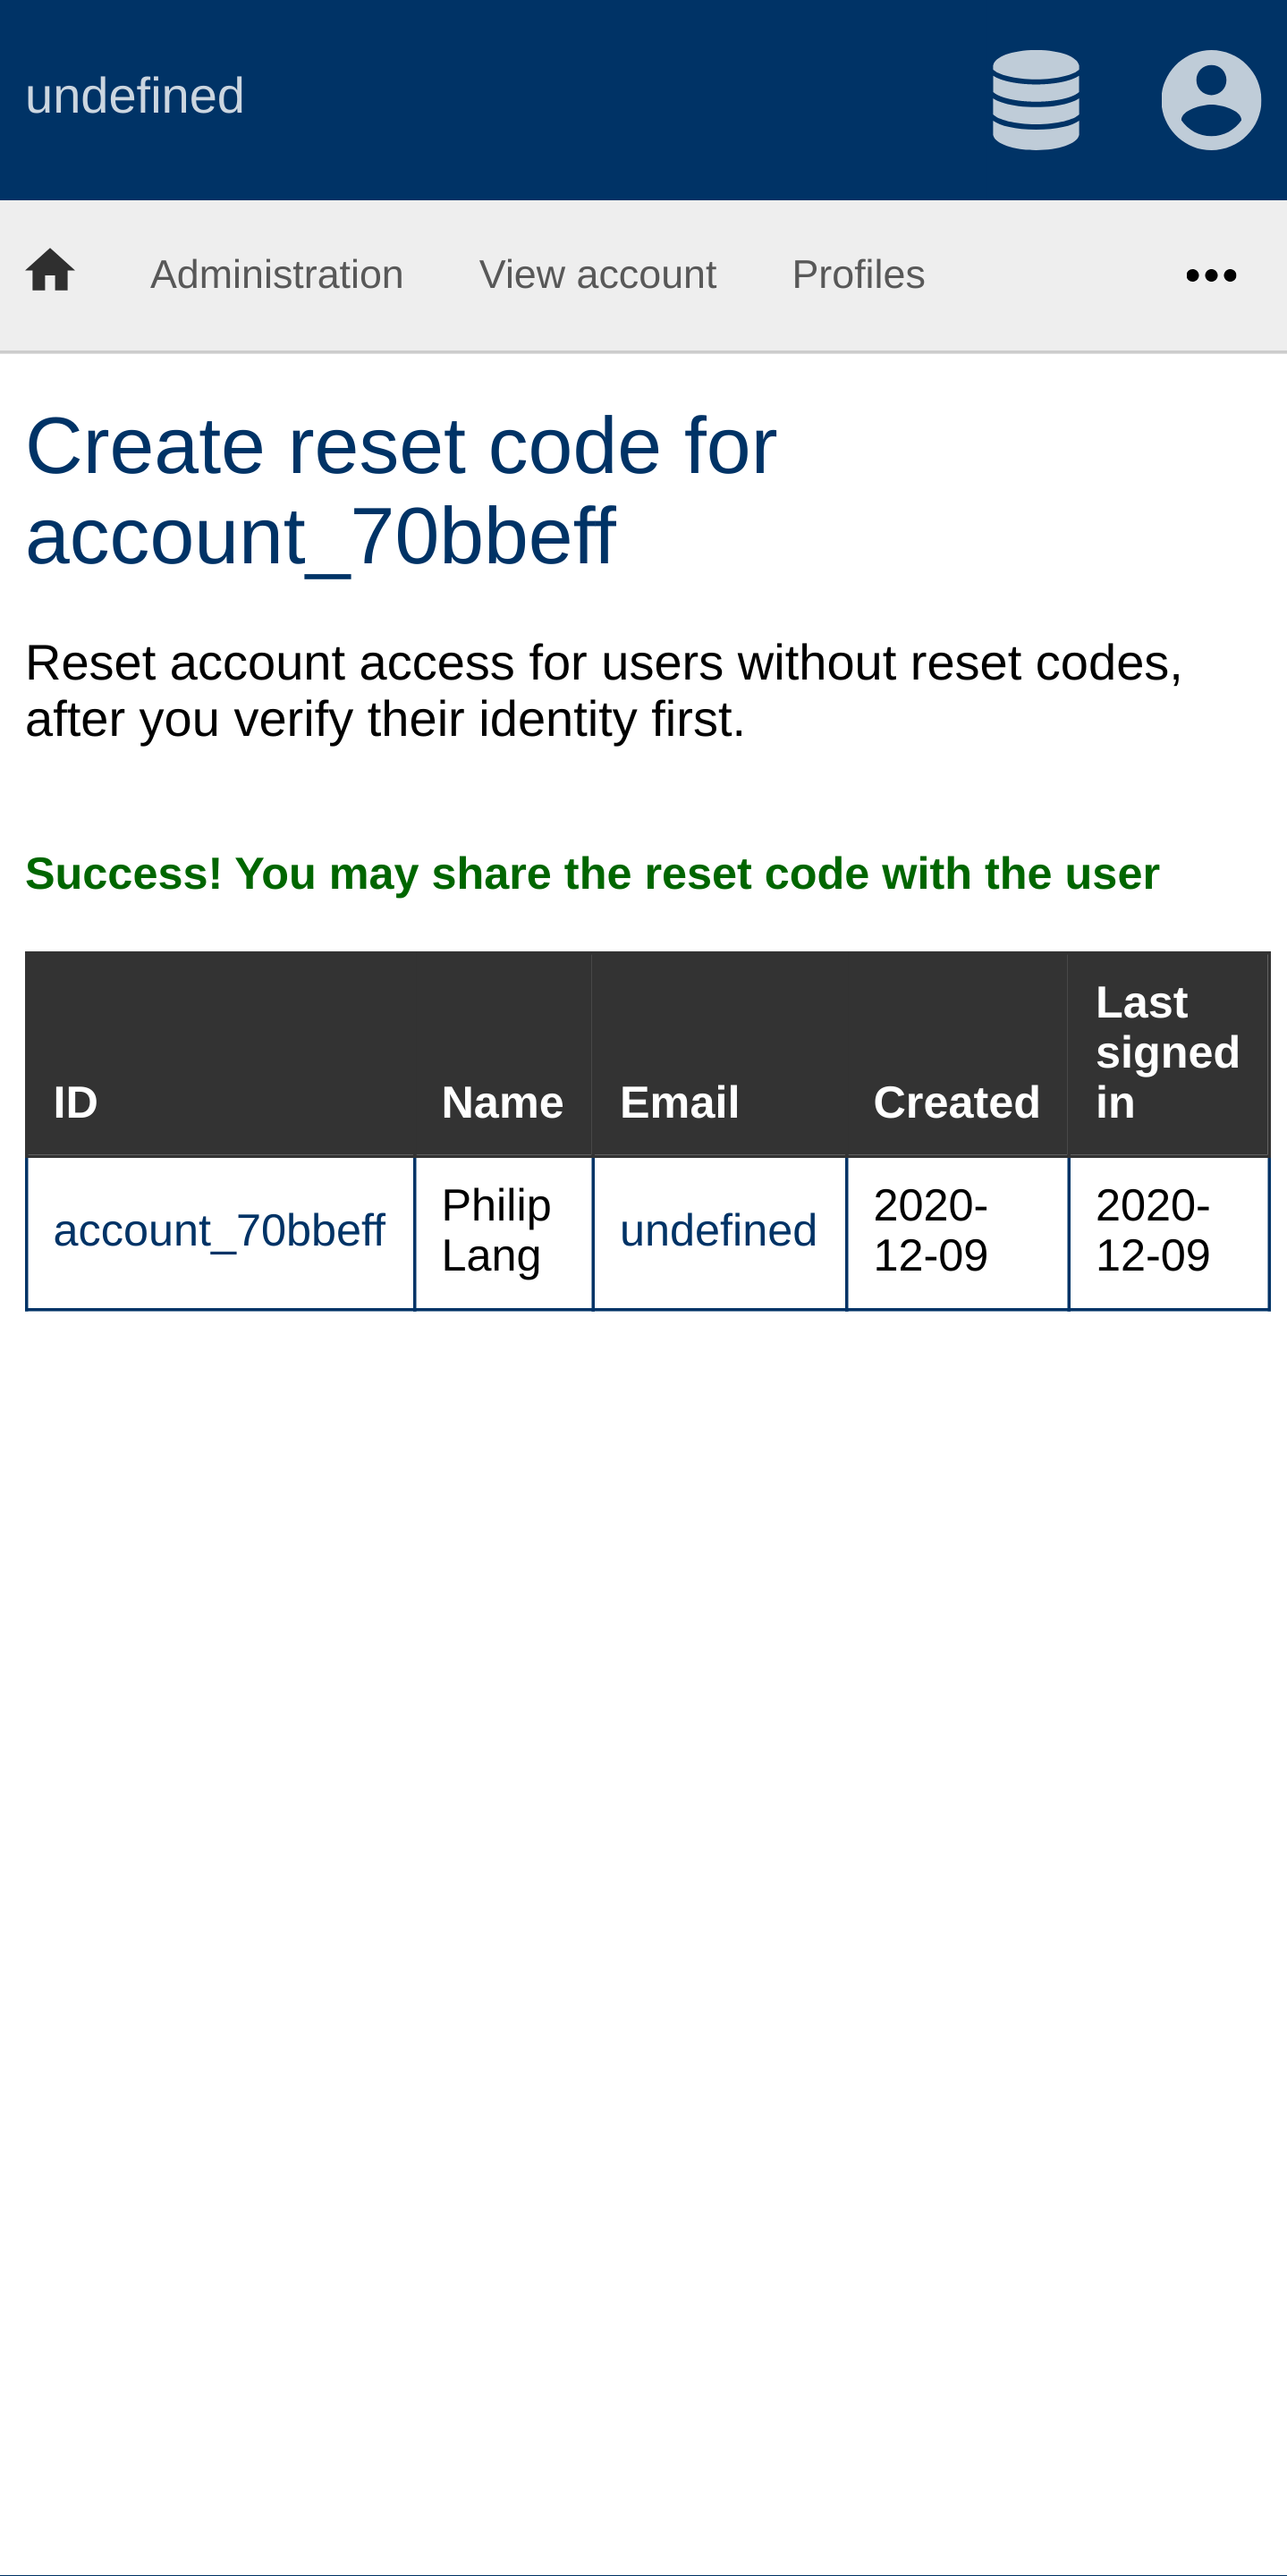 undefined
Administration View account Profiles •••
Create reset code for
account_70bbeff
Reset account access for users without reset codes,
after you verify their identity first.
Success! You may share the reset code with the user
ID Name Email Created Last signed in
account_70bbeff Philip Lang undefined 2020-12-09 2020-12-09